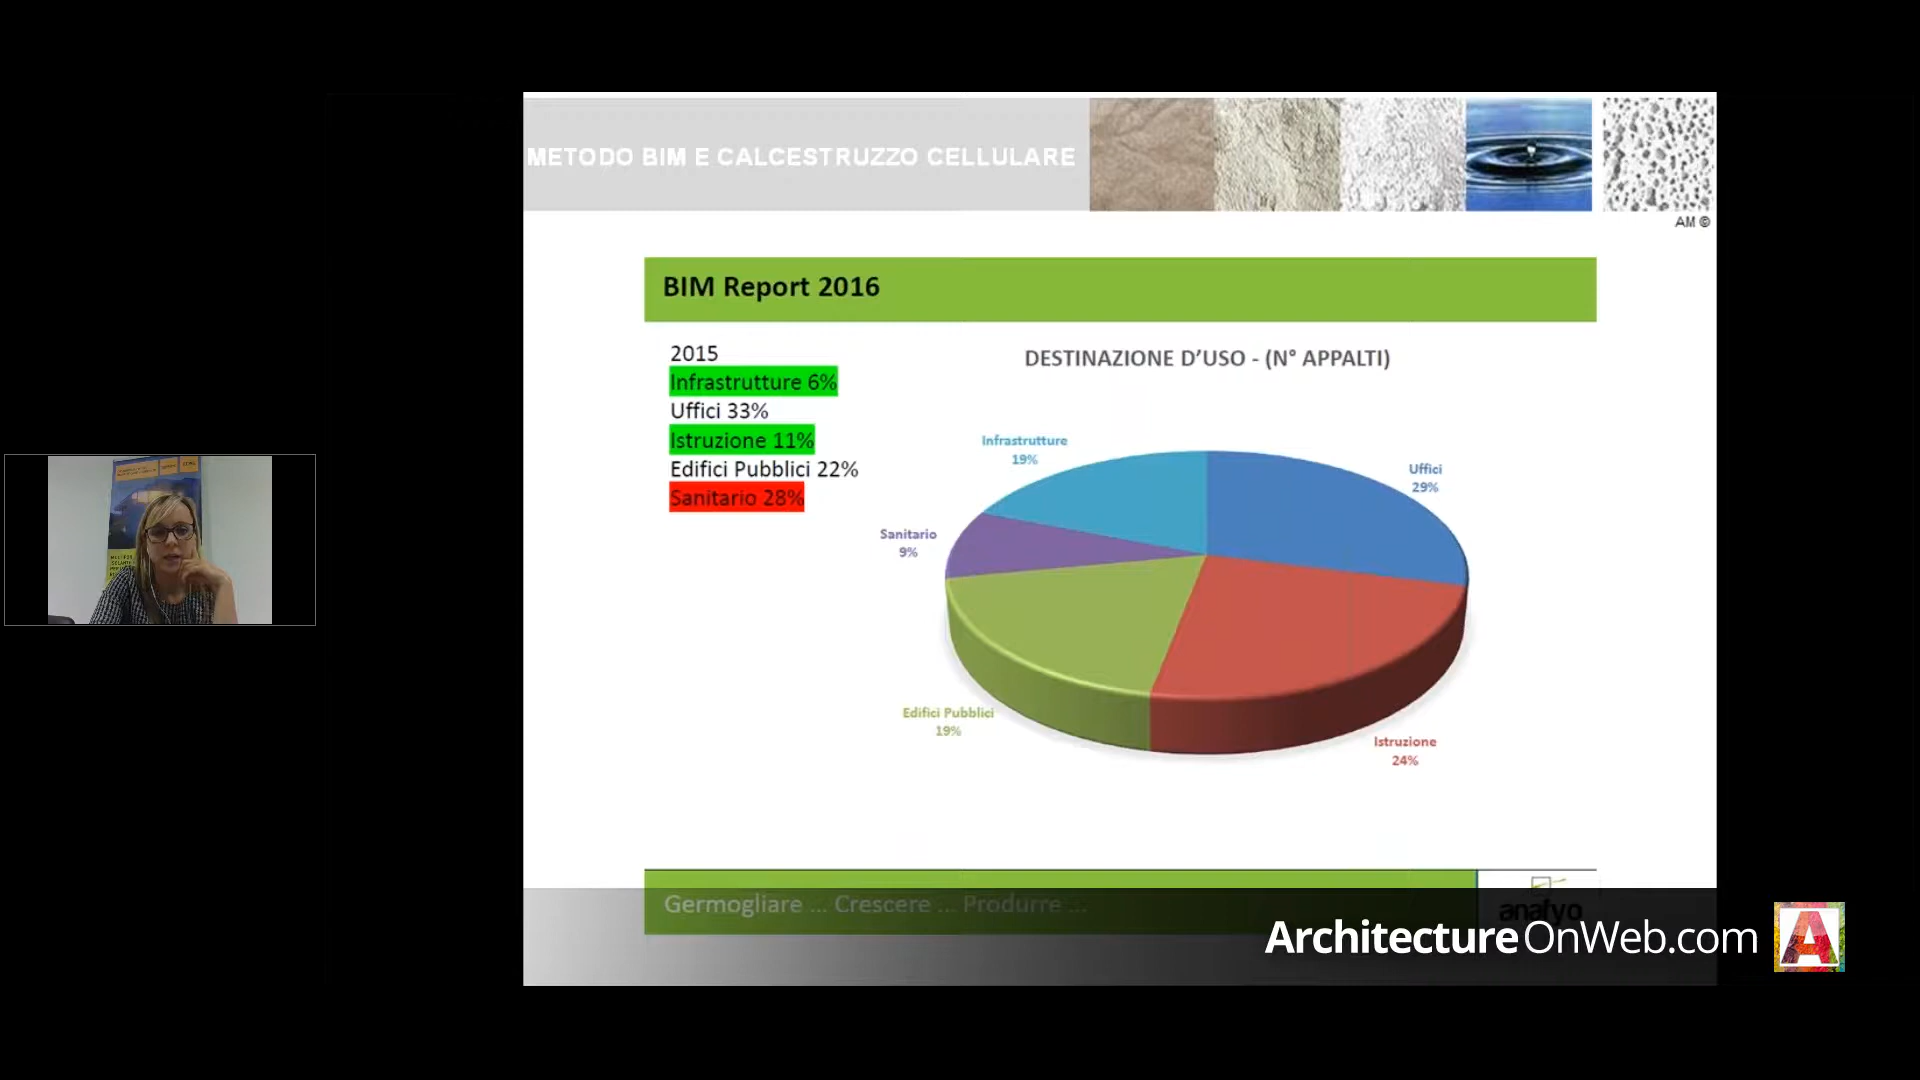 METODO BIM E CALCESTRUZZO CELLULARE
AM ©
BIM Report 2016
2015
Infrastrutture 6%
Uffici 33%
Istruzione 11%
Edifici Pubblici 22%
Sanitario 28%
DESTINAZIONE D’USO - (N° APPALTI)
Infrastrutture
19%
Uffici
29%
Sanitario
9%
Edifici Pubblici
19%
Istruzione
24%
Germogliare ... Crescere ... Produrre ...
anafyo
ArchitectureOnWeb.com
A